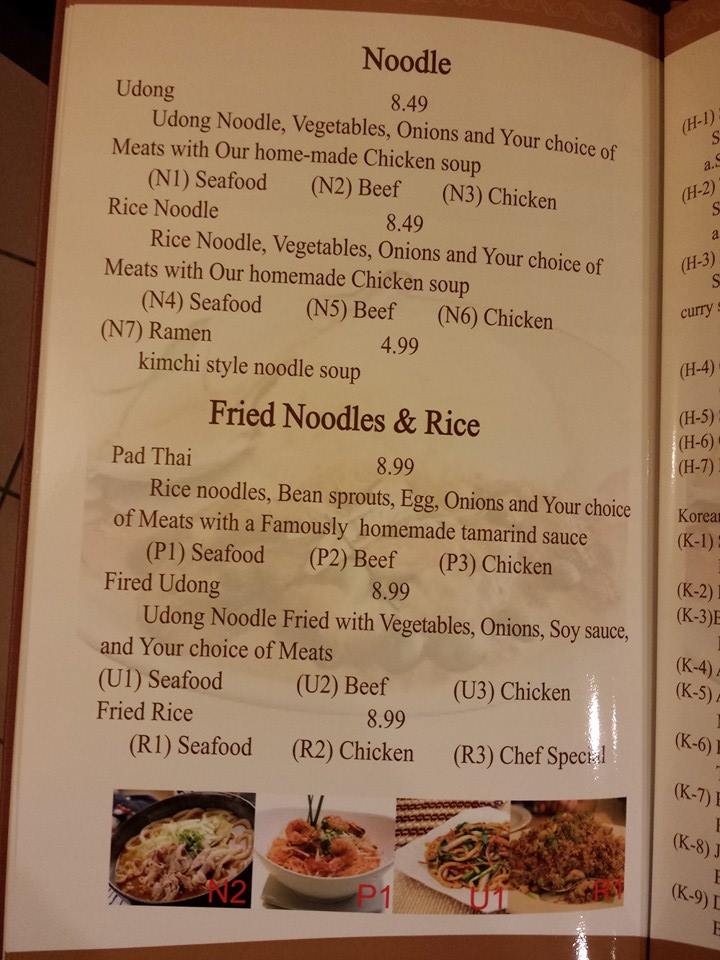 Noodle
Udong 8.49
Udong Noodle, Vegetables, Onions and Your choice of
Meats with Our home-made Chicken soup
(N1) Seafood (N2) Beef (N3) Chicken
Rice Noodle 8.49
Rice Noodle, Vegetables, Onions and Your choice of
Meats with Our homemade Chicken soup
(N4) Seafood (N5) Beef (N6) Chicken
(N7) Ramen 4.99
kimchi style noodle soup
Fried Noodles & Rice
Pad Thai 8.99
Rice noodles, Bean sprouts, Egg, Onions and Your choice
of Meats with a Famously homemade tamarind sauce
(P1) Seafood (P2) Beef (P3) Chicken
Fired Udong 8.99
Udong Noodle Fried with Vegetables, Onions, Soy sauce,
and Your choice of Meats
(U1) Seafood (U2) Beef (U3) Chicken
Fried Rice 8.99
(R1) Seafood (R2) Chicken (R3) Chef Special
N2 P1 U1 R1
(H-1)
(H-2)
(H-3)
curry
(H-4)
(H-5)
(H-6)
(H-7)
(K-1)
(K-2)
(K-3)
(K-4)
(K-5)
(K-6)
(K-7)
(K-8)
(K-9)